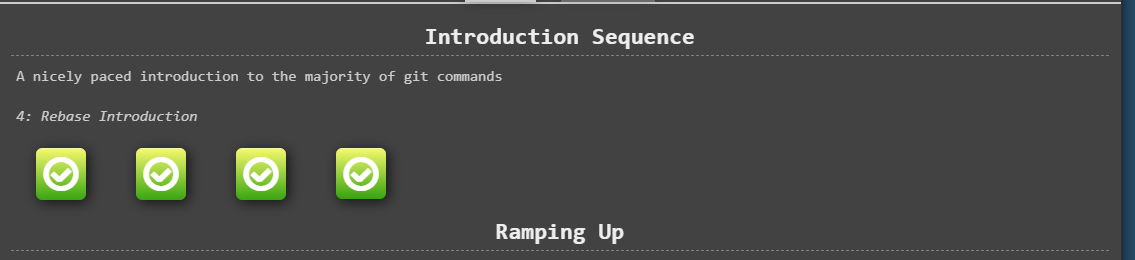 Introduction Sequence
A nicely paced introduction to the majority of git commands
4: Rebase Introduction
Ramping Up